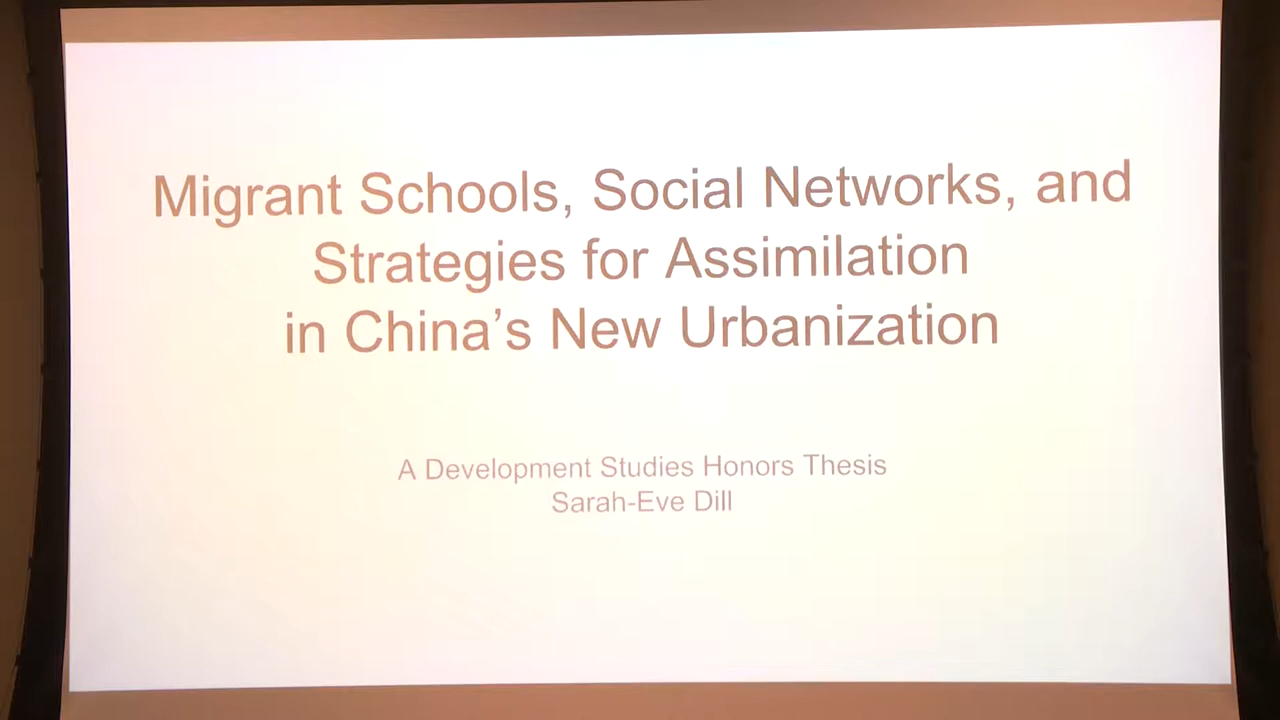 Migrant Schools, Social Networks, and
Strategies for Assimilation
in China’s New Urbanization
A Development Studies Honors Thesis
Sarah-Eve Dill